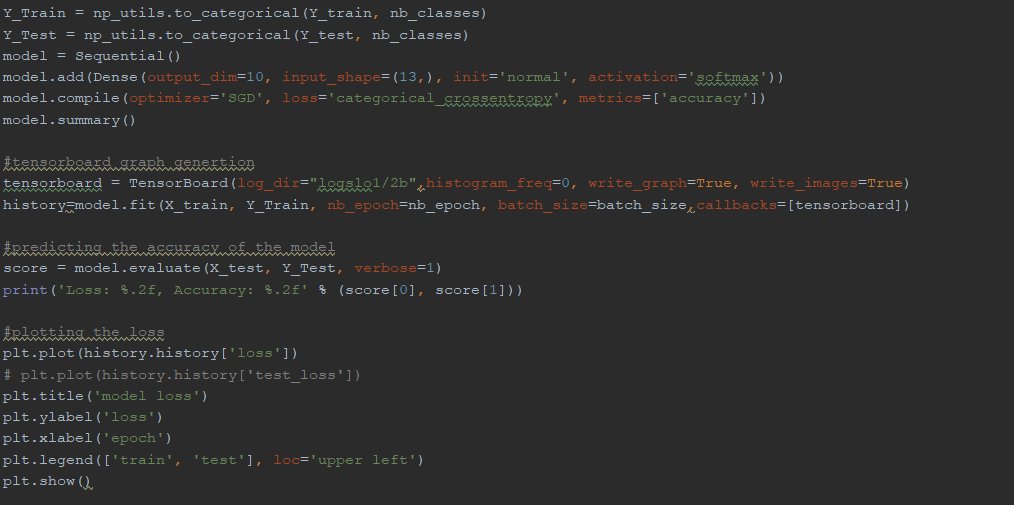 Y_Train = np_utils.to_categorical(Y_train, nb_classes)
Y_Test = np_utils.to_categorical(Y_test, nb_classes)
model = Sequential()
model.add(Dense(output_dim=10, input_shape=(13,), init='normal', activation='softmax'))
model.compile(optimizer='SGD', loss='categorical_crossentropy', metrics=['accuracy'])
model.summary()
#tensorboard graph genertion
tensorboard = TensorBoard(log_dir="logslo1/2b",histogram_freq=0, write_graph=True, write_images=True)
history=model.fit(X_train, Y_Train, nb_epoch=nb_epoch, batch_size=batch_size,callbacks=[tensorboard])
#predicting the accuracy of the model
score = model.evaluate(X_test, Y_Test, verbose=1)
print('Loss: %.2f, Accuracy: %.2f' % (score[0], score[1]))
#plotting the loss
plt.plot(history.history['loss'])
# plt.plot(history.history['test_loss'])
plt.title('model loss')
plt.ylabel('loss')
plt.xlabel('epoch')
plt.legend(['train', 'test'], loc='upper left')
plt.show()